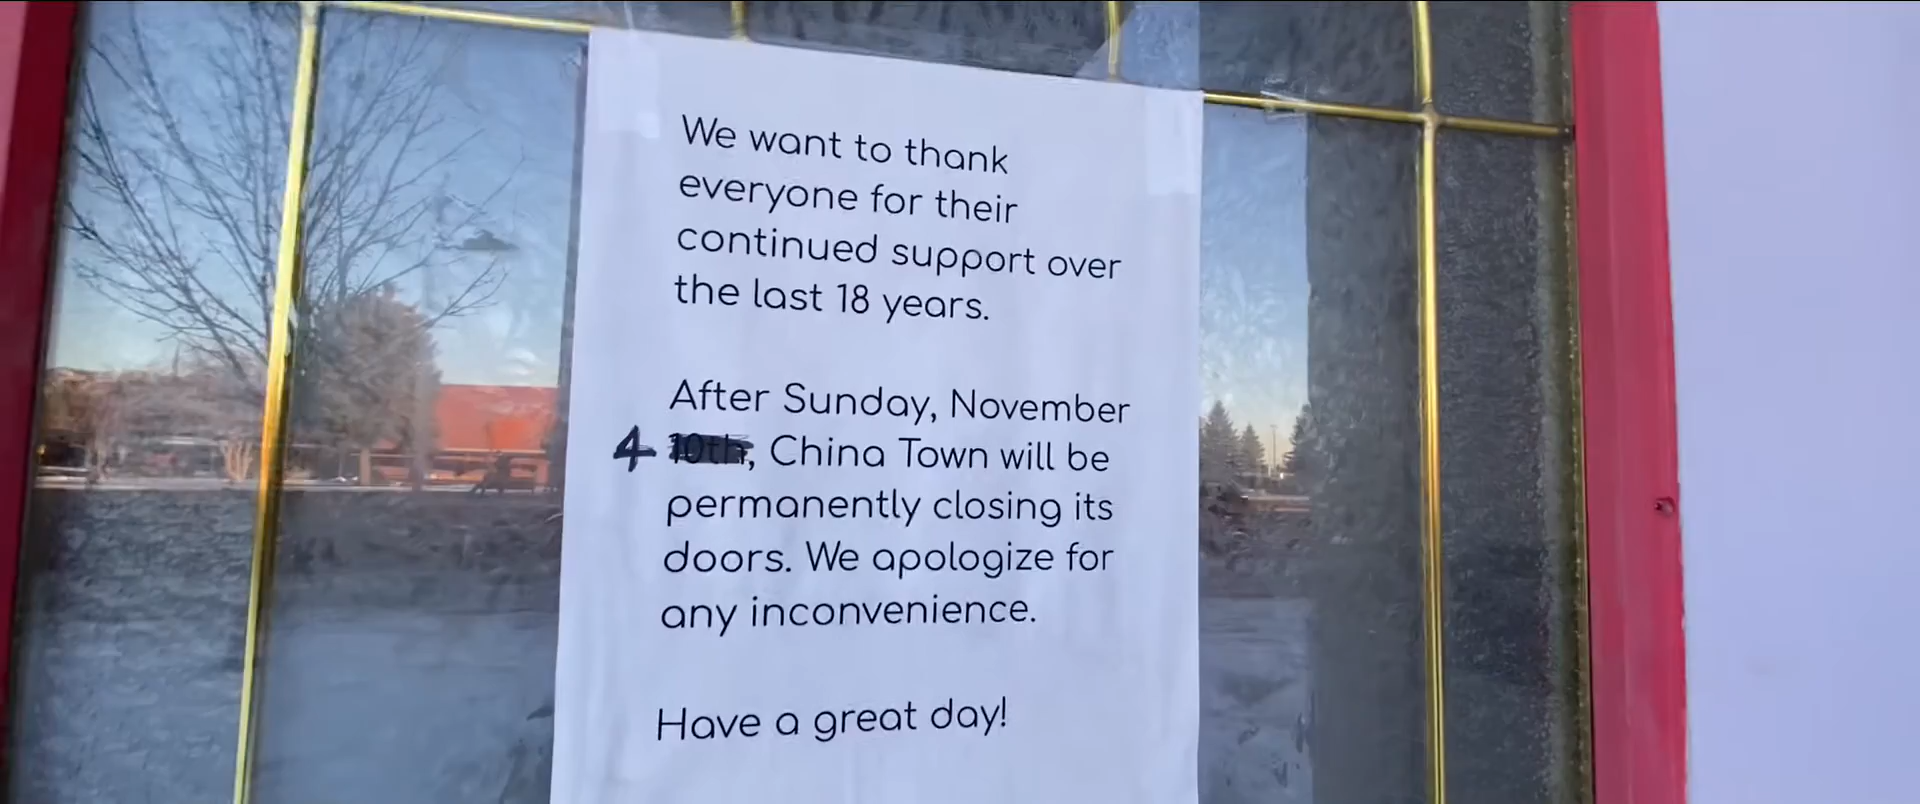 We want to thank
everyone for their
continued support over
the last 18 years.
After Sunday, November
4 10th, China Town will be
permanently closing its
doors. We apologize for
any inconvenience.
Have a great day!